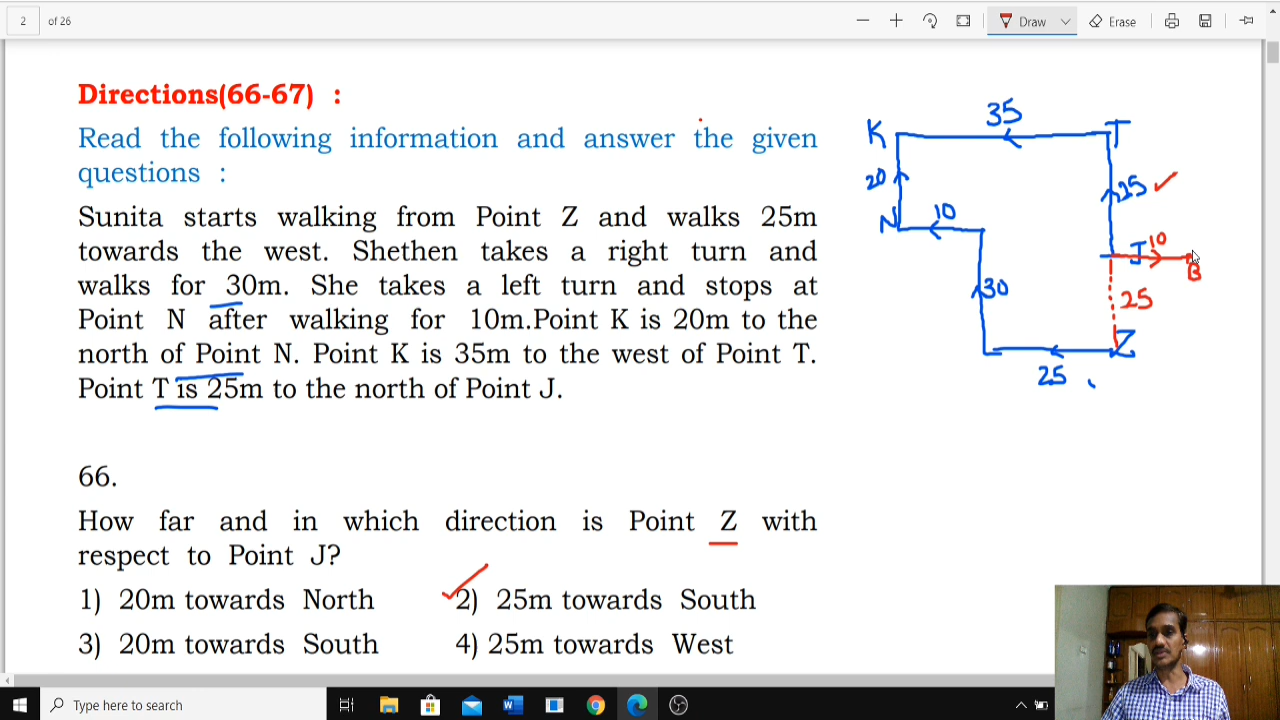 2 of 26
Draw
Erase
Directions(66-67) :
Read the following information and answer the given
questions :
Sunita starts walking from Point Z and walks 25m
towards the west. Shethen takes a right turn and
walks for 30m. She takes a left turn and stops at
Point N after walking for 10m.Point K is 20m to the
north of Point N. Point K is 35m to the west of Point T.
Point T is 25m to the north of Point J.
66.
How far and in which direction is Point Z with
respect to Point J?
1) 20m towards North 2) 25m towards South
3) 20m towards South 4) 25m towards West
K 35 T
20 25
N 10
J 10 B
30 25
Z
25
Type here to search